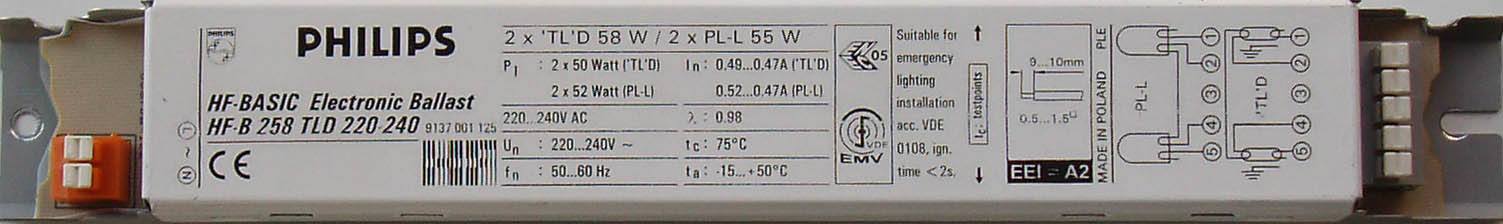 PHILIPS
HF-BASIC Electronic Ballast
HF-B 258 TLD 220-240 9137 001 125
CE
N ~
2 x 'TL'D 58 W / 2 x PL-L 55 W
P1 : 2 x 50 Watt ('TL'D) In : 0.49...0.47A ('TL'D)
2 x 52 Watt (PL-L) 0.52...0.47A (PL-L)
220...240V AC λ : 0.98
Un : 220...240V ~ tc : 75°C
fn : 50...60 Hz ta : -15...+50°C
05
VDE
EMV
Suitable for
emergency
lighting
installation
acc. VDE
0108, ign.
time < 2s.
tc: testpoints
9...10mm
0.5...1.5□
EEI = A2
MADE IN POLAND PLE
PL-L
1
2
3
4
5
'TL'D
1
2
3
4
5